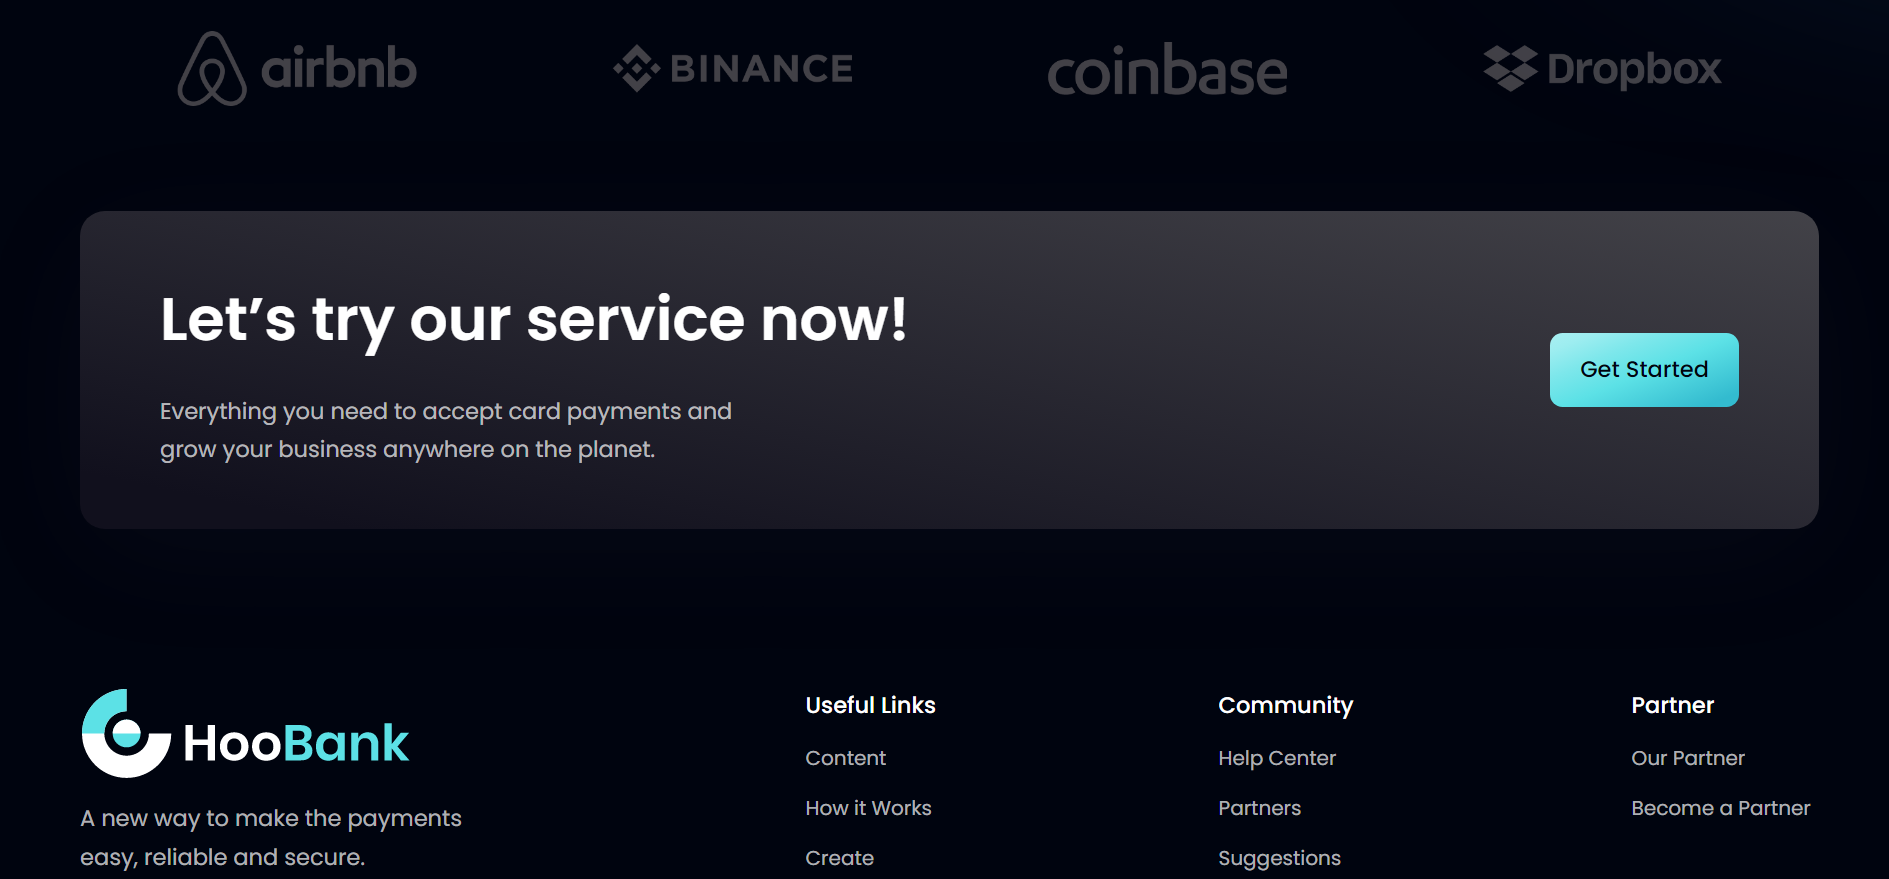 airbnb
BINANCE
coinbase
Dropbox
Let’s try our service now!
Everything you need to accept card payments and
grow your business anywhere on the planet.
Get Started
HooBank
A new way to make the payments
easy, reliable and secure.
Useful Links
Content
How it Works
Create
Community
Help Center
Partners
Suggestions
Partner
Our Partner
Become a Partner